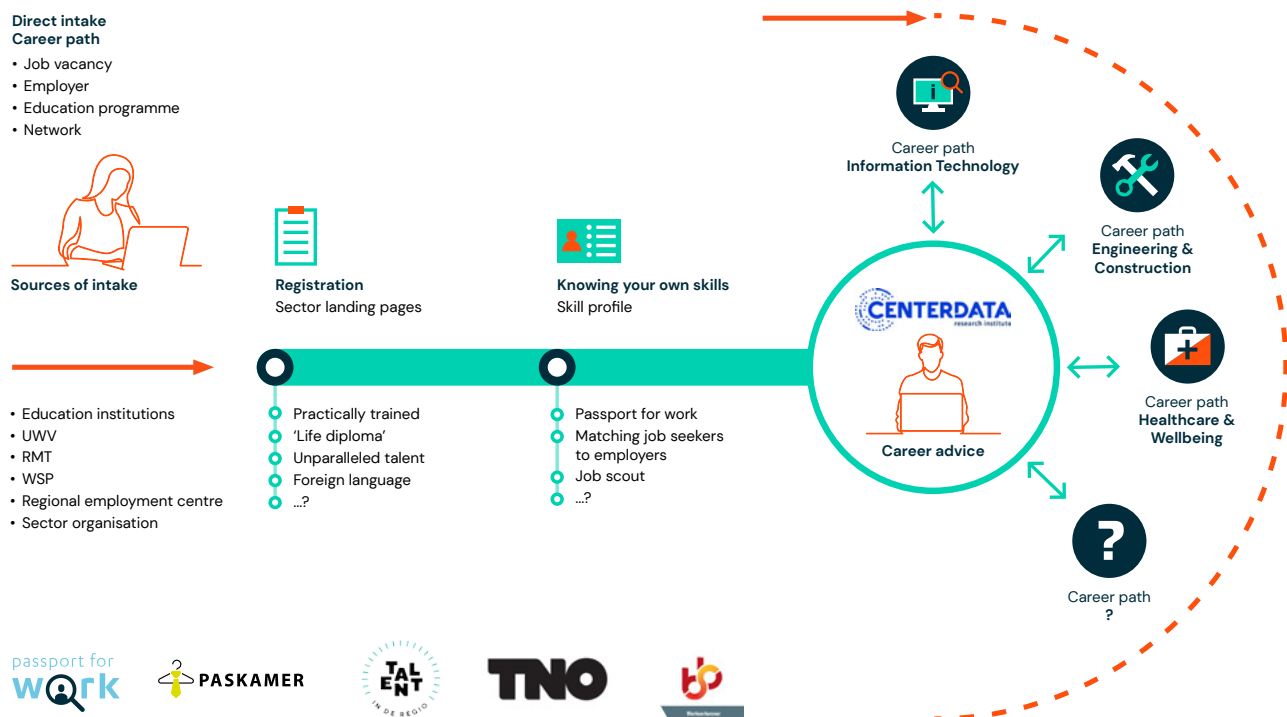 Direct intake
Career path
• Job vacancy
• Employer
• Education programme
• Network
Sources of intake
• Education institutions
• UWV
• RMT
• WSP
• Regional employment centre
• Sector organisation
Registration
Sector landing pages
Practically trained
‘Life diploma’
Unparalleled talent
Foreign language
...?
Knowing your own skills
Skill profile
Passport for work
Matching job seekers
to employers
Job scout
...?
CENTERDATA
research institute
Career advice
i
Career path
Information Technology
Career path
Engineering &
Construction
Career path
Healthcare &
Wellbeing
?
Career path
?
passport for
work
PASKAMER
TAL
ENT
IN DE REGIO
TNO